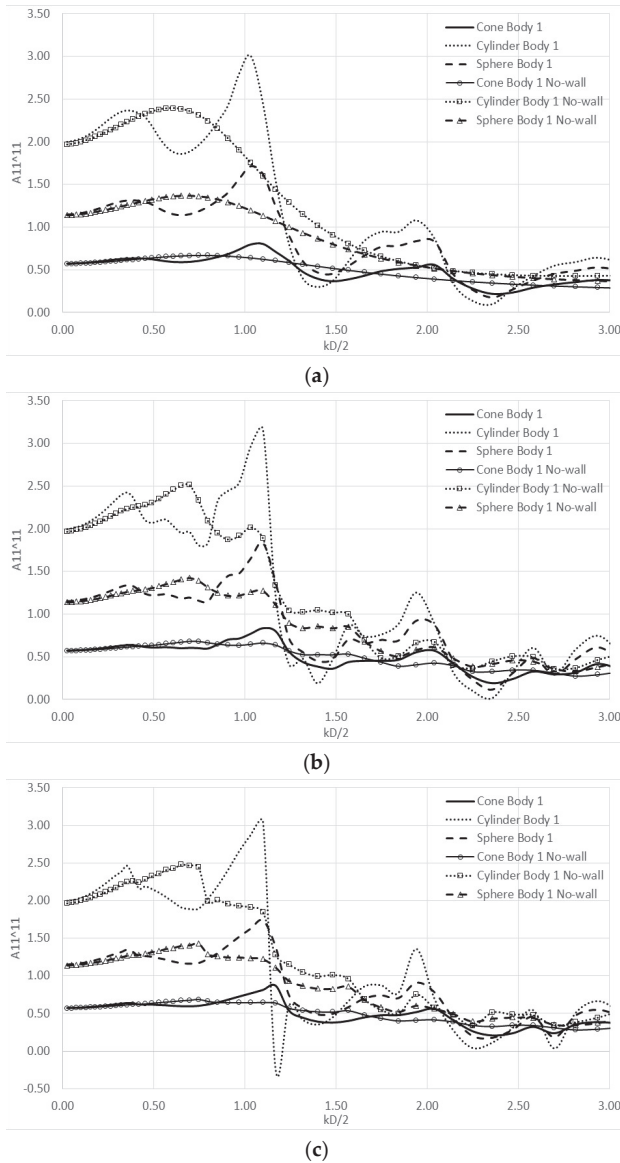 3.50
3.00
2.50
2.00
1.50
1.00
0.50
0.00
A11^11
0.00 0.50 1.00 1.50 2.00 2.50 3.00
kD/2
Cone Body 1
Cylinder Body 1
Sphere Body 1
Cone Body 1 No-wall
Cylinder Body 1 No-wall
Sphere Body 1 No-wall
(a)
3.50
3.00
2.50
2.00
1.50
1.00
0.50
0.00
A11^11
0.00 0.50 1.00 1.50 2.00 2.50 3.00
kD/2
Cone Body 1
Cylinder Body 1
Sphere Body 1
Cone Body 1 No-wall
Cylinder Body 1 No-wall
Sphere Body 1 No-wall
(b)
3.50
3.00
2.50
2.00
1.50
1.00
0.50
0.00
-0.50
A11^11
0.00 0.50 1.00 1.50 2.00 2.50 3.00
kD/2
Cone Body 1
Cylinder Body 1
Sphere Body 1
Cone Body 1 No-wall
Cylinder Body 1 No-wall
Sphere Body 1 No-wall
(c)